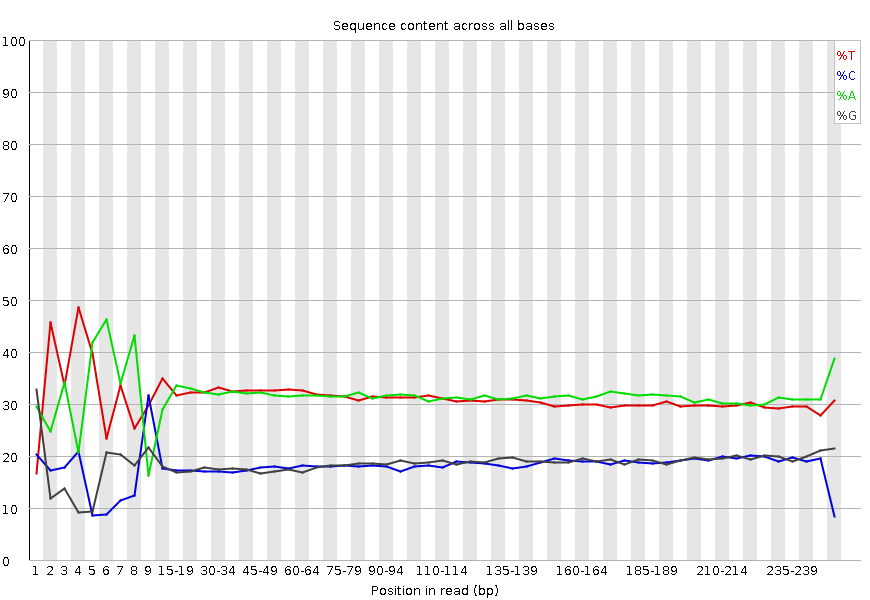 Sequence content across all bases
100
90
80
70
60
50
40
30
20
10
0
%T
%C
%A
%G
1 2 3 4 5 6 7 8 9 15-19 30-34 45-49 60-64 75-79 90-94 110-114 135-139 160-164 185-189 210-214 235-239
Position in read (bp)